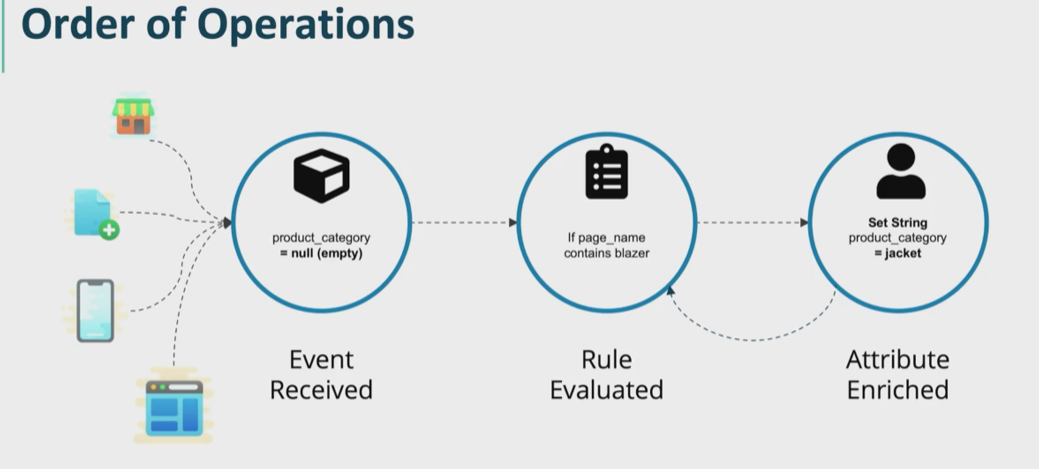 Order of Operations
product_category
= null (empty)
If page_name
contains blazer
Set String
product_category
= jacket
Event
Received
Rule
Evaluated
Attribute
Enriched